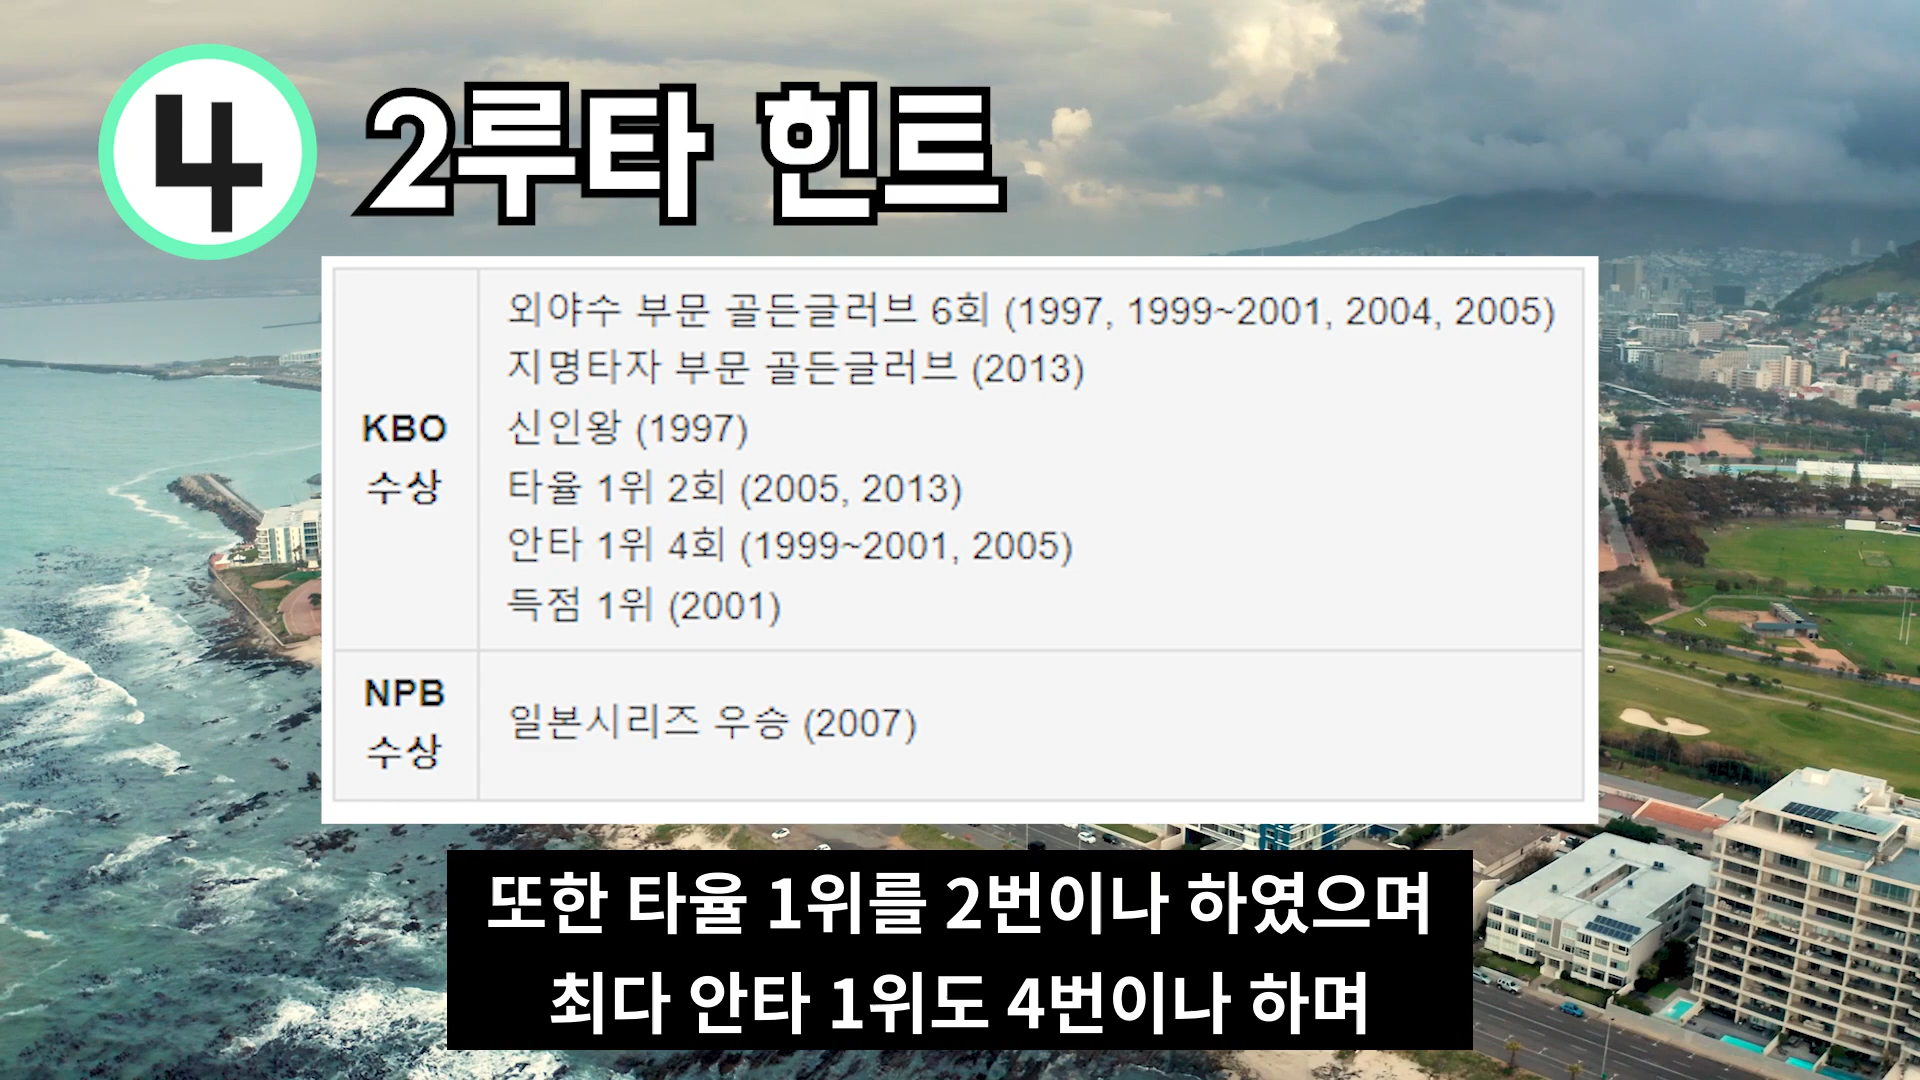 4 2루타 힌트
KBO 수상
외야수 부문 골든글러브 6회 (1997, 1999~2001, 2004, 2005)
지명타자 부문 골든글러브 (2013)
신인왕 (1997)
타율 1위 2회 (2005, 2013)
안타 1위 4회 (1999~2001, 2005)
득점 1위 (2001)
NPB 수상
일본시리즈 우승 (2007)
또한 타율 1위를 2번이나 하였으며
최다 안타 1위도 4번이나 하며